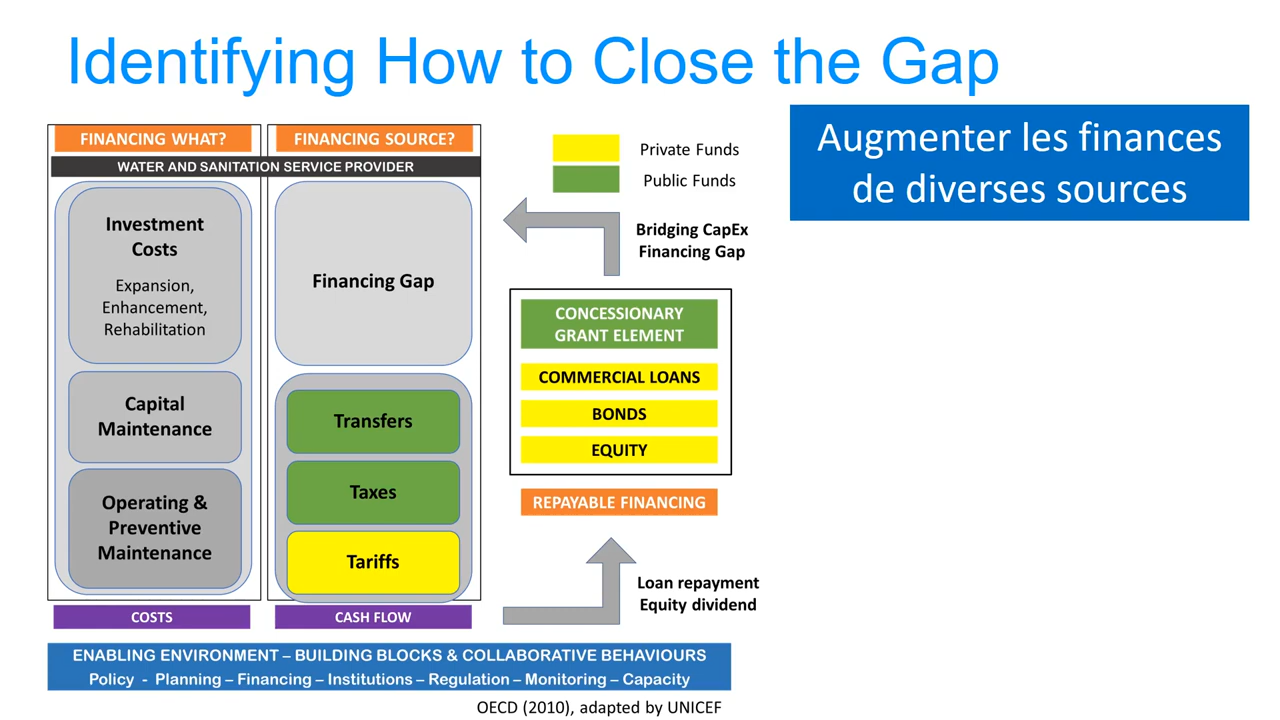 Identifying How to Close the Gap
FINANCING WHAT?
FINANCING SOURCE?
WATER AND SANITATION SERVICE PROVIDER
Investment
Costs
Expansion,
Enhancement,
Rehabilitation
Capital
Maintenance
Operating &
Preventive
Maintenance
COSTS
Financing Gap
Transfers
Taxes
Tariffs
CASH FLOW
Private Funds
Public Funds
Bridging CapEx
Financing Gap
CONCESSIONARY
GRANT ELEMENT
COMMERCIAL LOANS
BONDS
EQUITY
REPAYABLE FINANCING
Loan repayment
Equity dividend
Augmenter les finances
de diverses sources
ENABLING ENVIRONMENT – BUILDING BLOCKS & COLLABORATIVE BEHAVIOURS
Policy - Planning – Financing – Institutions – Regulation – Monitoring – Capacity
OECD (2010), adapted by UNICEF